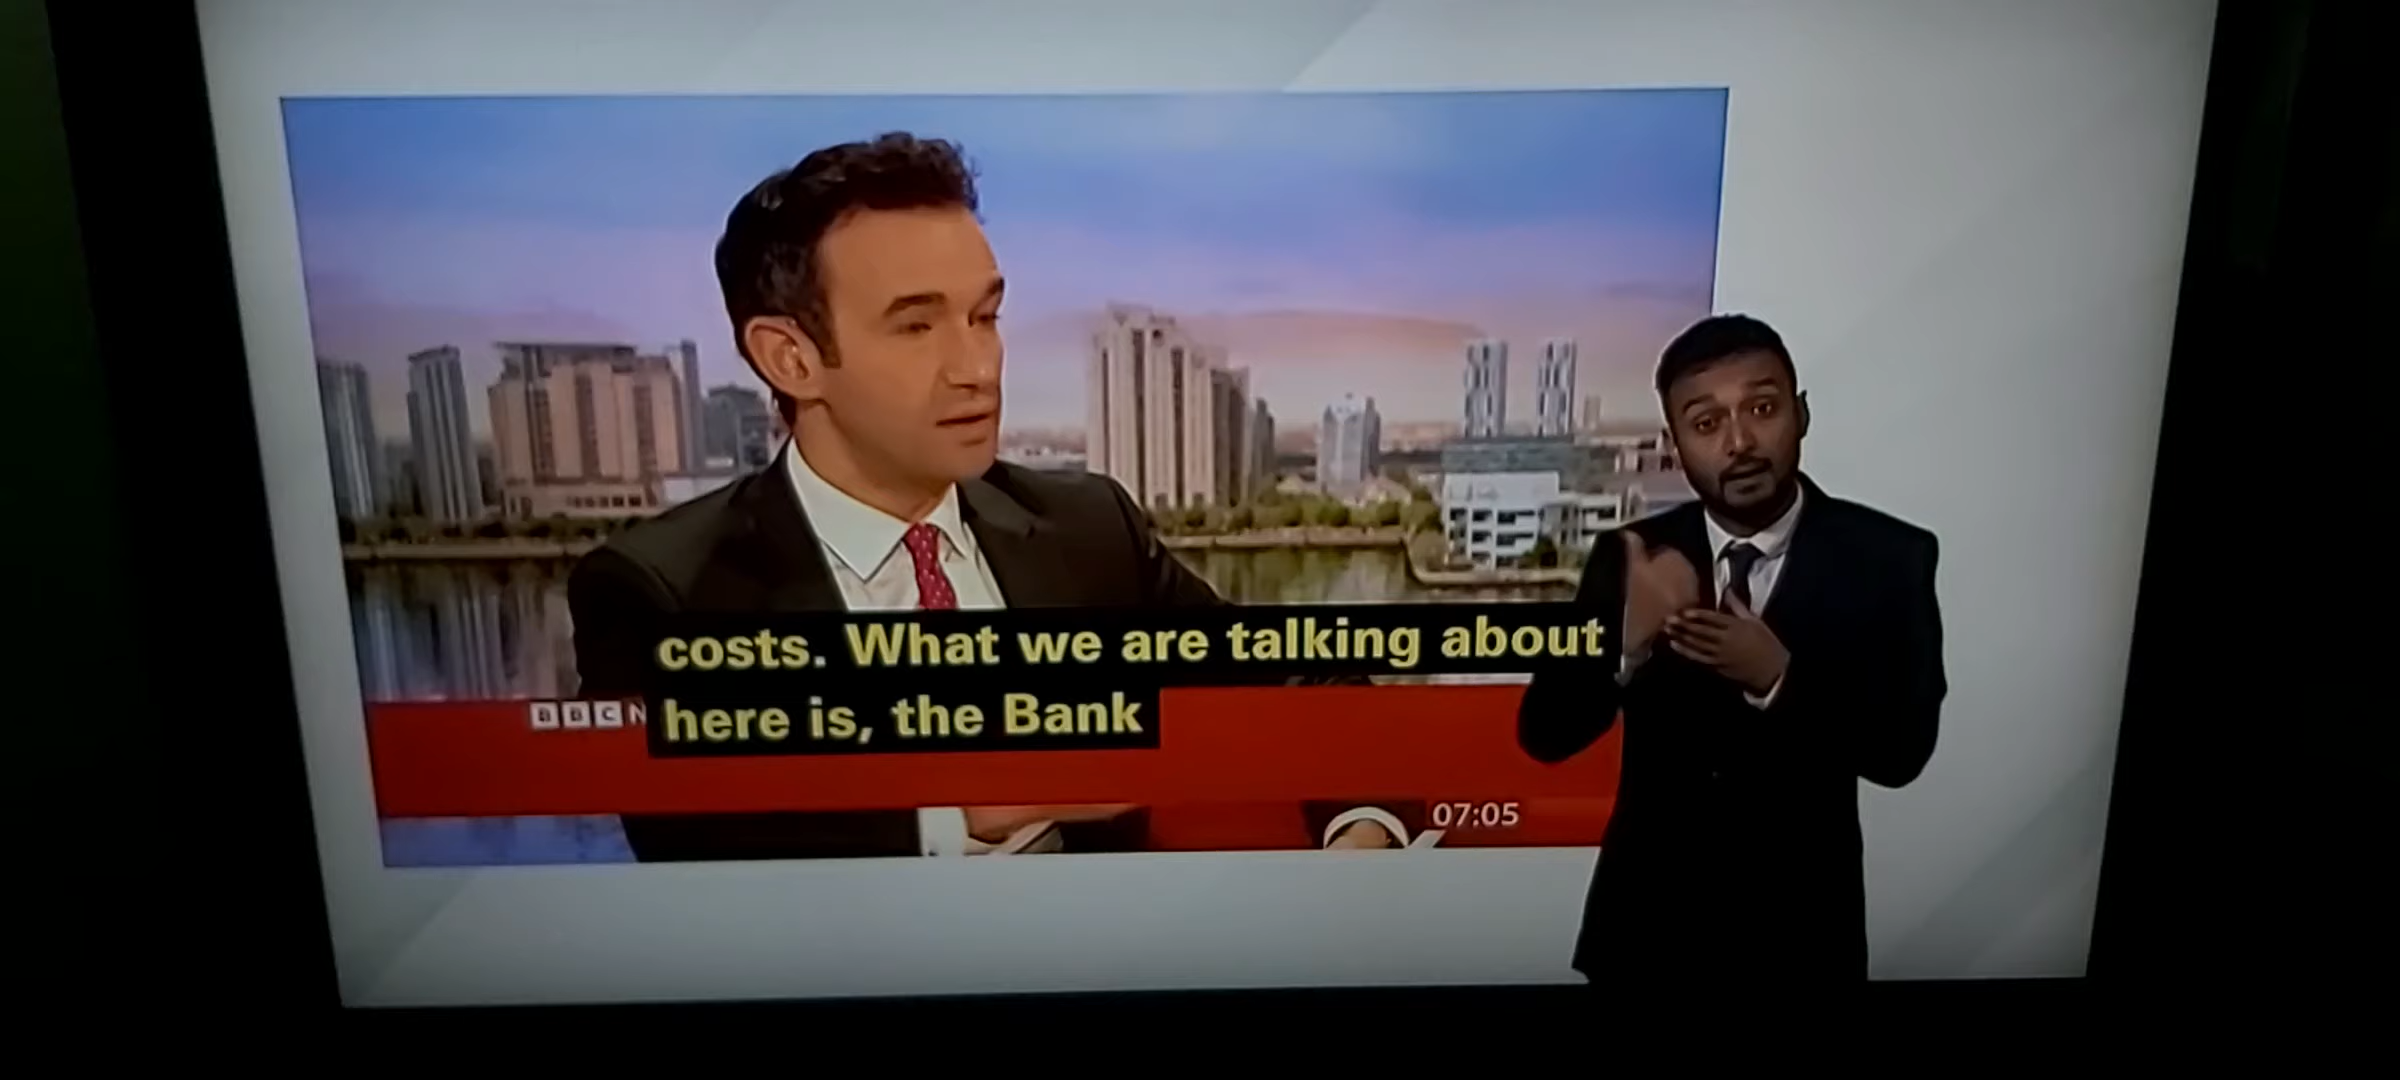 costs. What we are talking about
here is, the Bank
BBC N
07:05